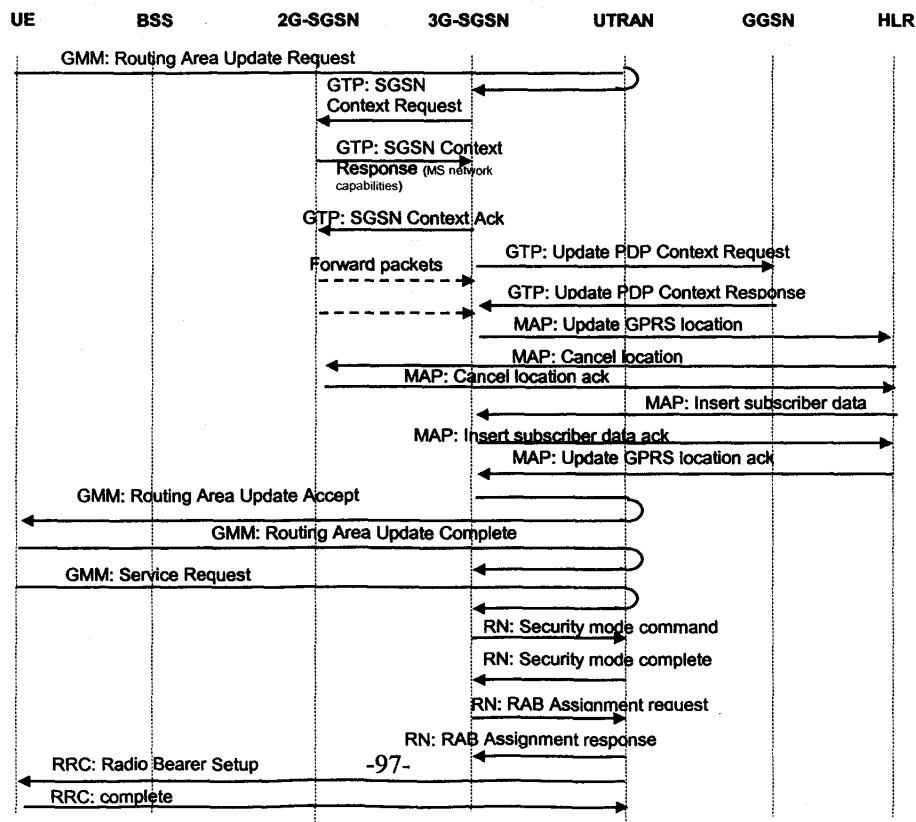 UE BSS 2G-SGSN 3G-SGSN UTRAN GGSN HLR
GMM: Routing Area Update Request
GTP: SGSN
Context Request
GTP: SGSN Context
Response (MS network
capabilities)
GTP: SGSN Context Ack
GTP: Update PDP Context Request
Forward packets
GTP: Update PDP Context Response
MAP: Update GPRS location
MAP: Cancel location
MAP: Cancel location ack
MAP: Insert subscriber data
MAP: Insert subscriber data ack
MAP: Update GPRS location ack
GMM: Routing Area Update Accept
GMM: Routing Area Update Complete
GMM: Service Request
RN: Security mode command
RN: Security mode complete
RN: RAB Assignment request
RN: RAB Assignment response
RRC: Radio Bearer Setup -97-
RRC: complete